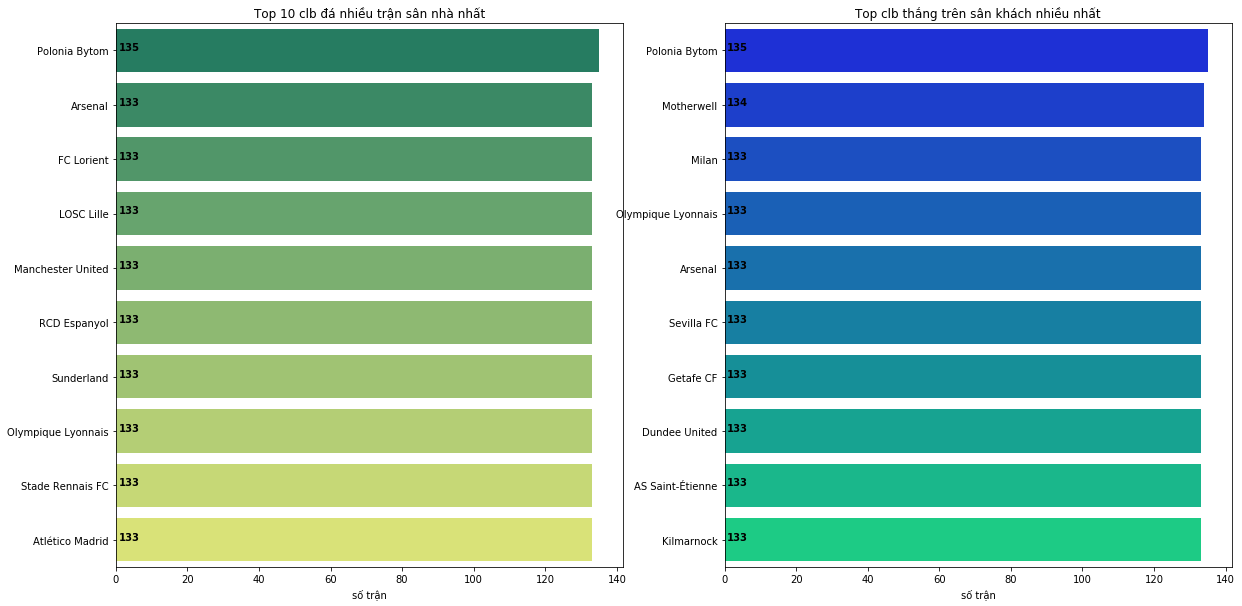 Top 10 clb đá nhiều trận sân nhà nhất
Polonia Bytom 135
Arsenal 133
FC Lorient 133
LOSC Lille 133
Manchester United 133
RCD Espanyol 133
Sunderland 133
Olympique Lyonnais 133
Stade Rennais FC 133
Atlético Madrid 133
0 20 40 60 80 100 120 140
số trận
Top clb thắng trên sân khách nhiều nhất
Polonia Bytom 135
Motherwell 134
Milan 133
Olympique Lyonnais 133
Arsenal 133
Sevilla FC 133
Getafe CF 133
Dundee United 133
AS Saint-Étienne 133
Kilmarnock 133
0 20 40 60 80 100 120 140
số trận